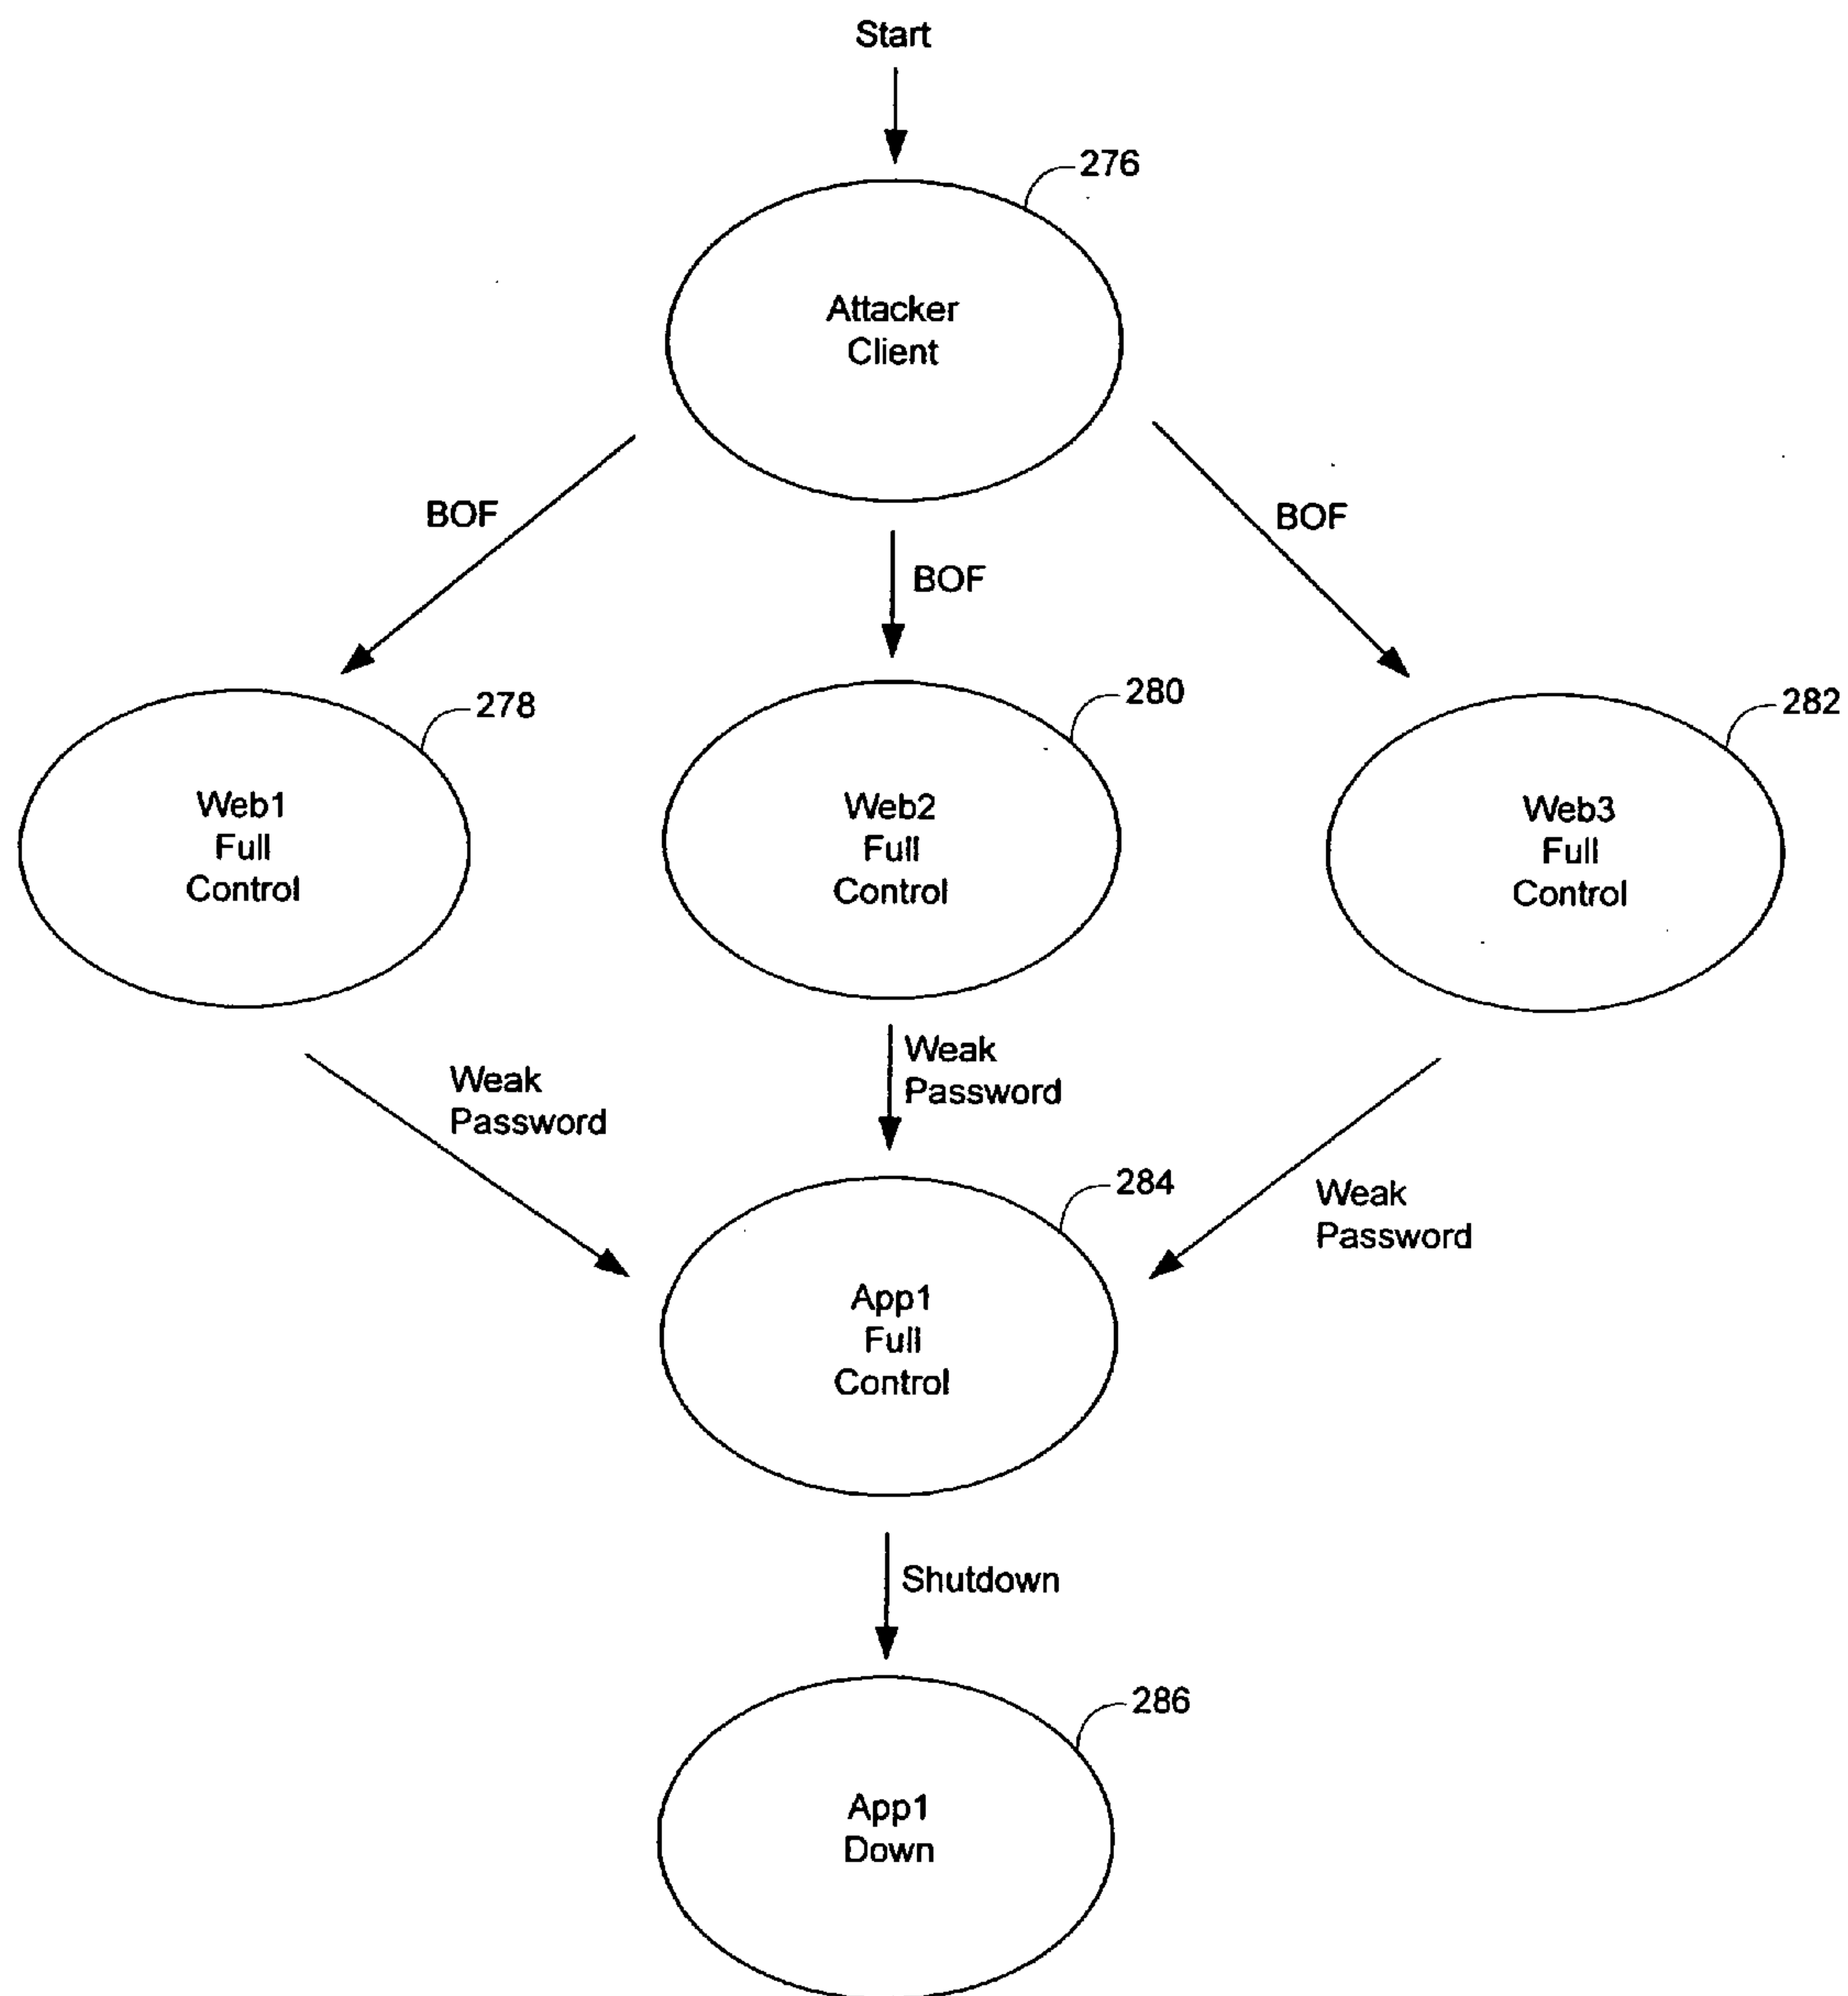 Start
276
Attacker
Client
BOF
BOF
BOF
278
280
282
Web1
Full
Control
Web2
Full
Control
Web3
Full
Control
Weak
Password
Weak
Password
Weak
Password
284
App1
Full
Control
Shutdown
286
App1
Down